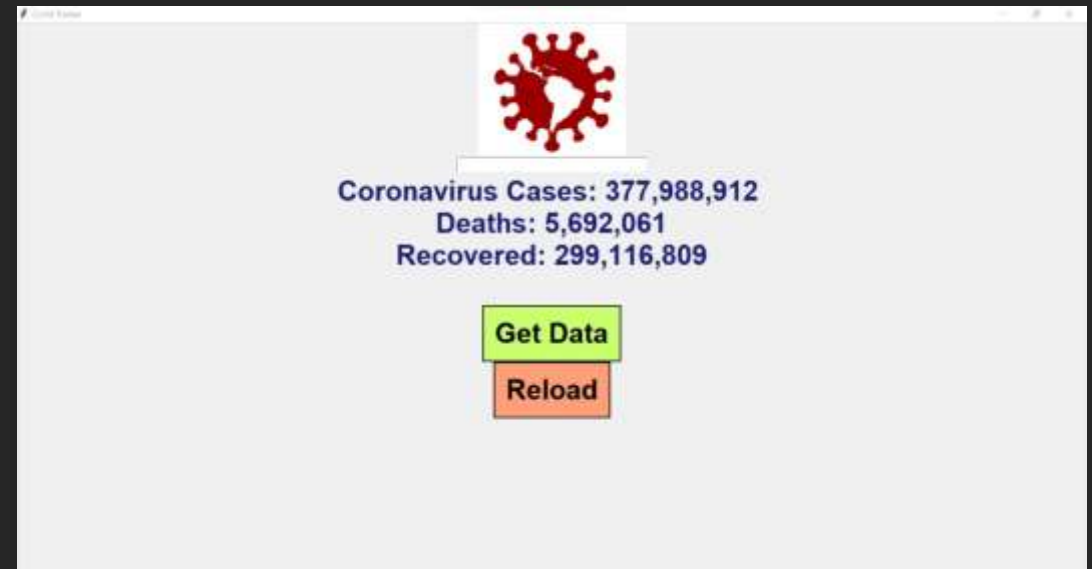 Coronavirus Cases: 377,988,912
Deaths: 5,692,061
Recovered: 299,116,809
Get Data
Reload